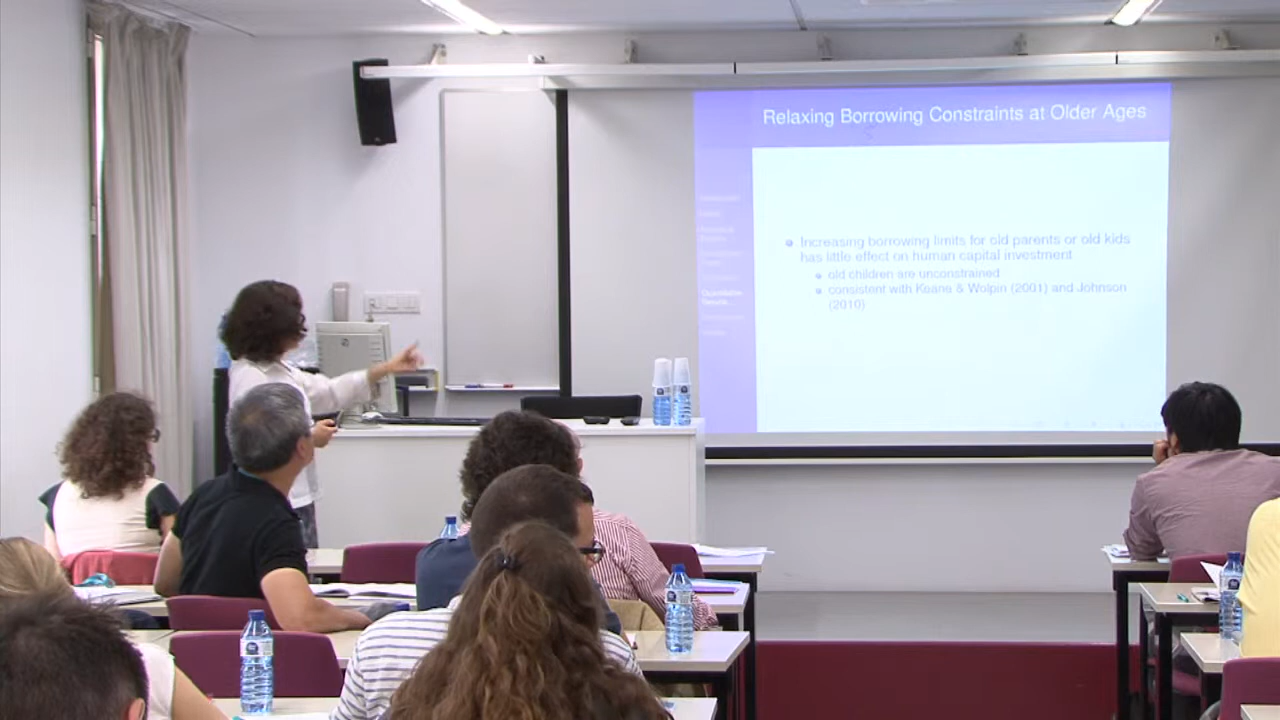 Relaxing Borrowing Constraints at Older Ages
Increasing borrowing limits for old parents or old kids
has little effect on human capital investment
old children are unconstrained
consistent with Keane & Wolpin (2001) and Johnson
(2010)